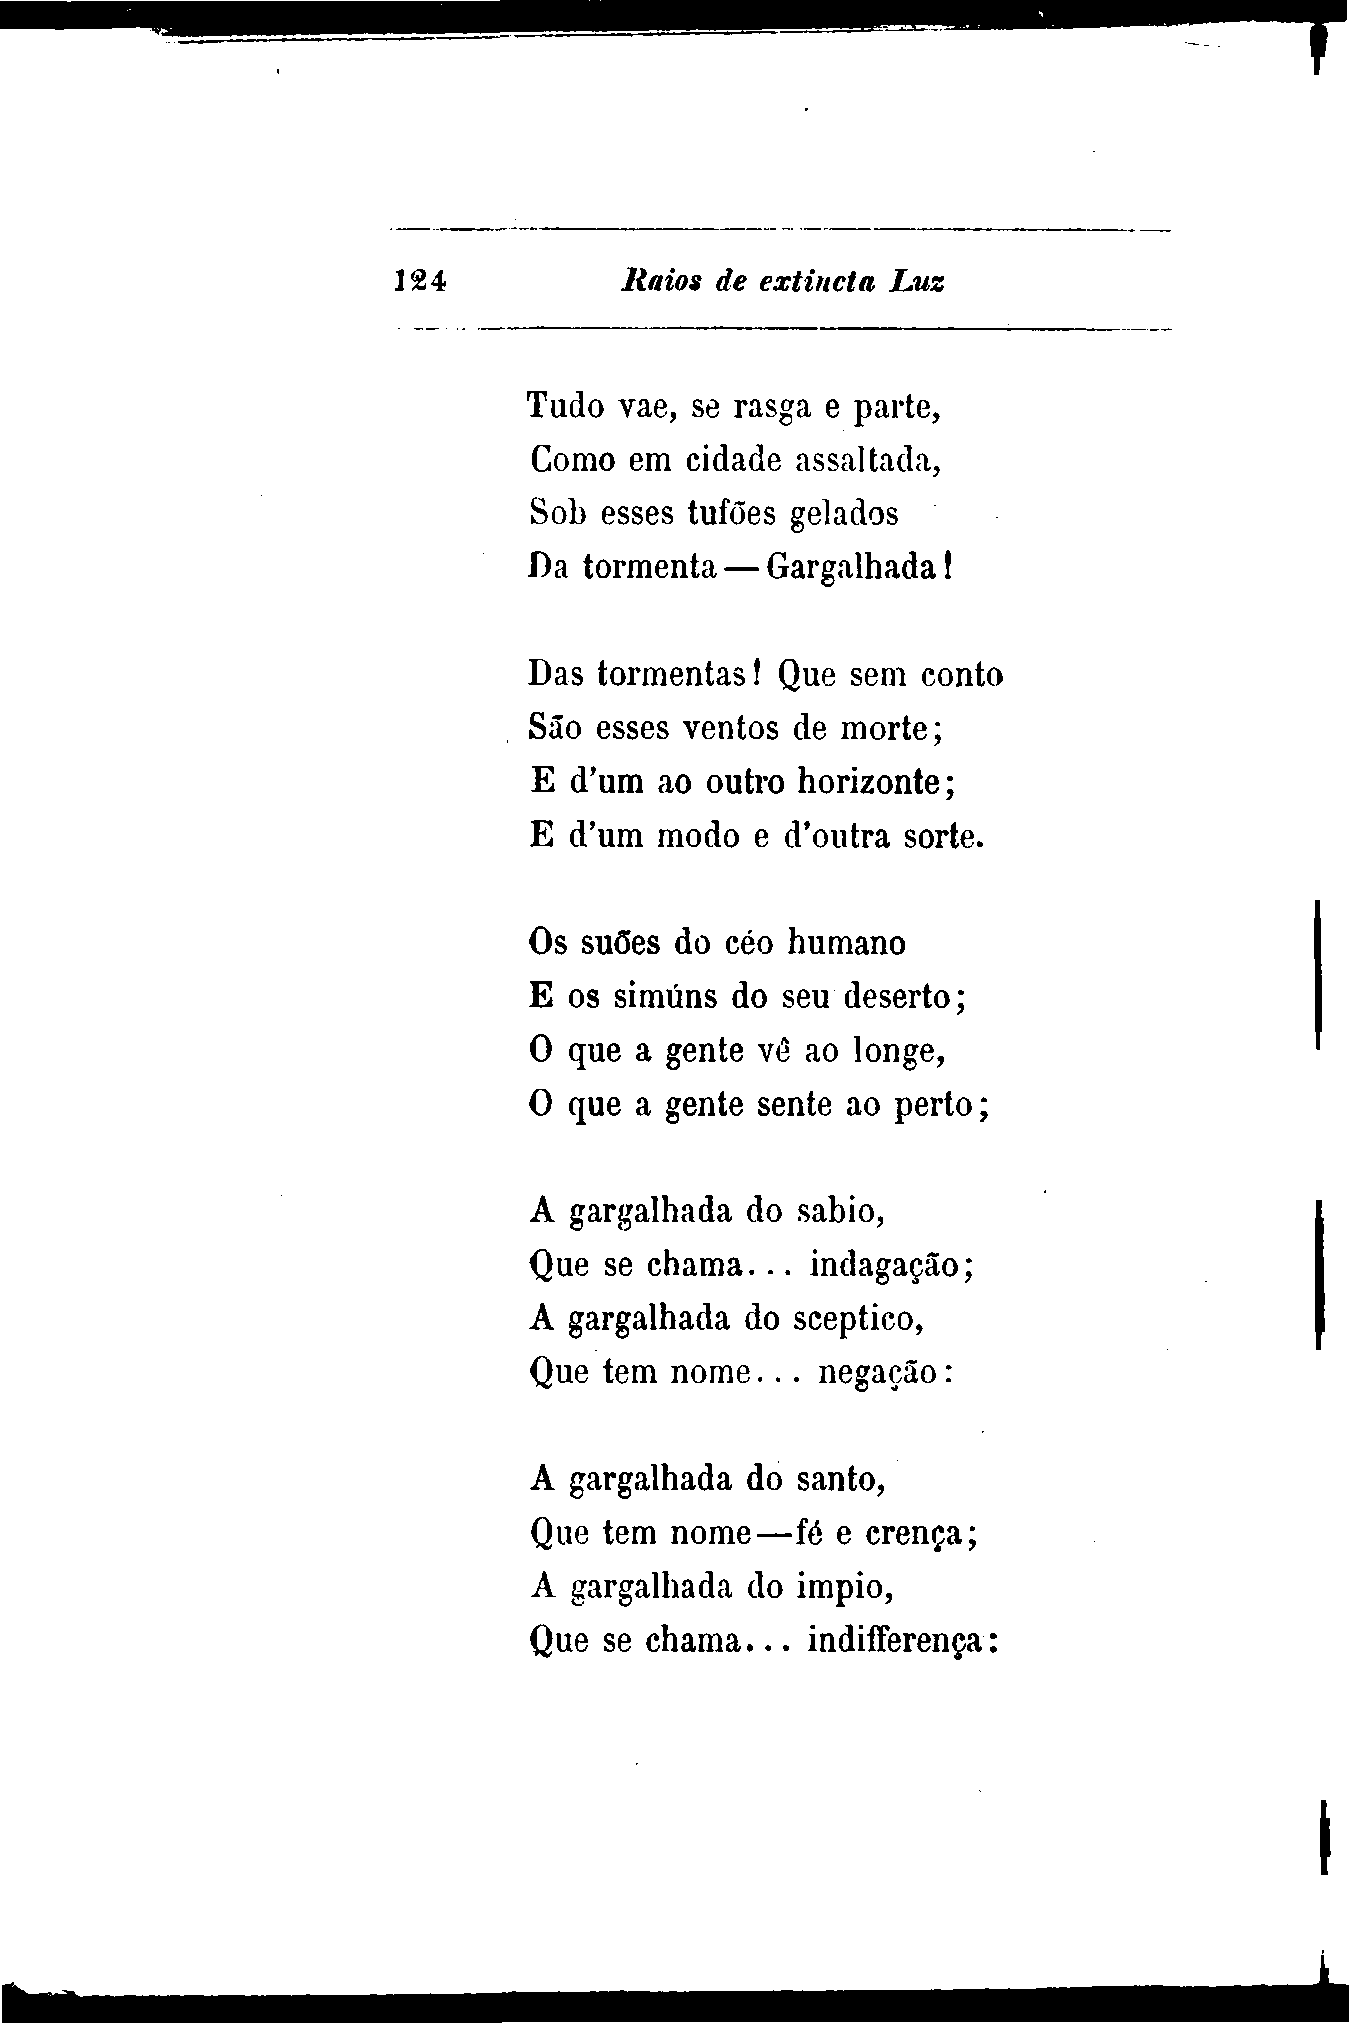 124 Raios de extincta Luz
Tudo vae, se rasga e parte,
Como em cidade assaltada,
Sob esses tufões gelados
Da tormenta — Gargalhada!
Das tormentas! Que sem conto
São esses ventos de morte;
E d'um ao outro horizonte;
E d'um modo e d'outra sorte.
Os suões do céo humano
E os simúns do seu deserto;
O que a gente vê ao longe,
O que a gente sente ao perto;
A gargalhada do sabio,
Que se chama... indagação;
A gargalhada do sceptico,
Que tem nome... negação:
A gargalhada do santo,
Que tem nome—fé e crença;
A gargalhada do impio,
Que se chama... indifferença: